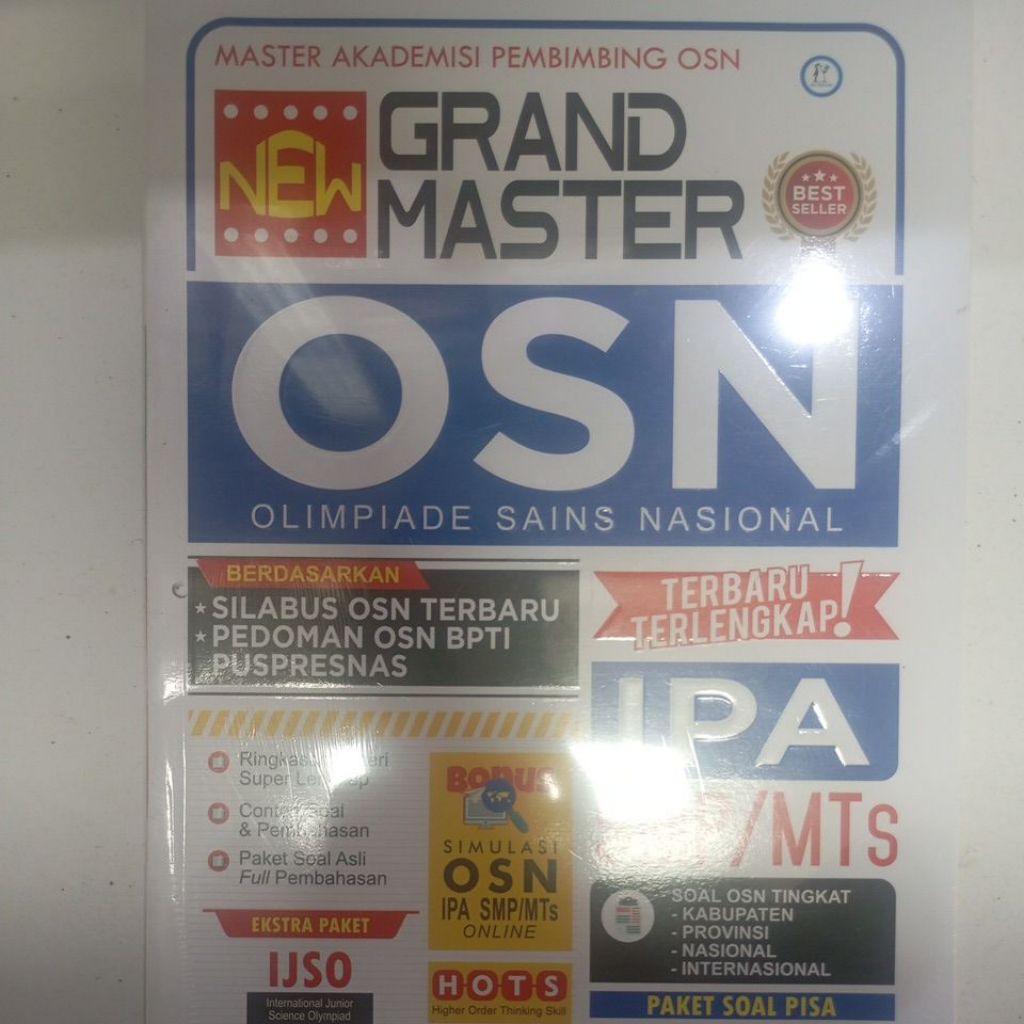 MASTER AKADEMISI PEMBIMBING OSN
NEW
GRAND
MASTER
BEST
SELLER
OSN
OLIMPIADE SAINS NASIONAL
BERDASARKAN
SILABUS OSN TERBARU
PEDOMAN OSN BPTI
PUSPRESNAS
TERBARU
TERLENGKAP!
IPA
/MTs
Super
& Pembahasan
Paket Soal Asli
Full Pembahasan
BONUS
SIMULASI
OSN
IPA SMP/MTs
ONLINE
EKSTRA PAKET
IJSO
International Junior
Science Olympiad
HOTS
Higher Order Thinking Skill
SOAL OSN TINGKAT
- KABUPATEN
- PROVINSI
- NASIONAL
- INTERNASIONAL
PAKET SOAL PISA